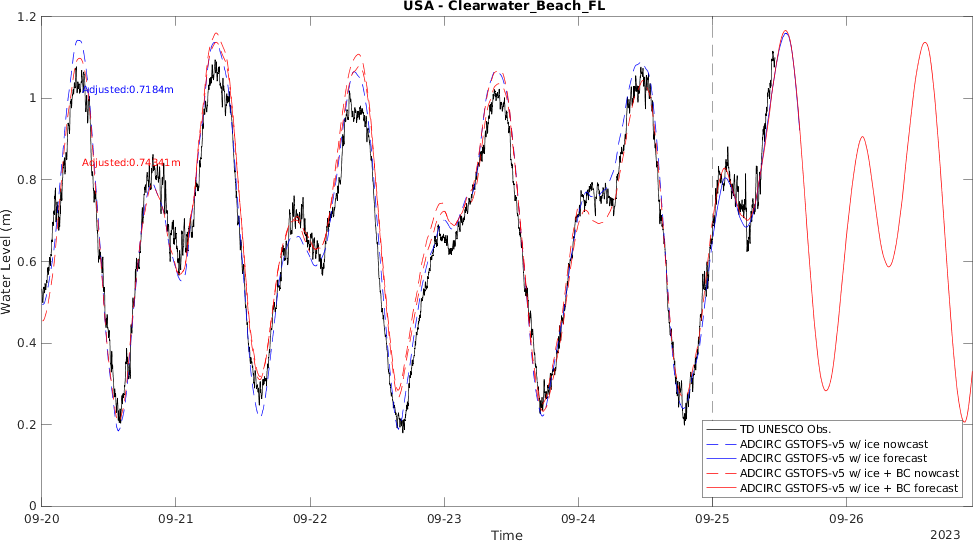 USA - Clearwater_Beach_FL
1.2
1
0.8
0.6
0.4
0.2
0
Water Level (m)
Adjusted:0.7184m
Adjusted:0.74341m
TD UNESCO Obs.
ADCIRC GSTOFS-v5 w/ ice nowcast
ADCIRC GSTOFS-v5 w/ ice forecast
ADCIRC GSTOFS-v5 w/ ice + BC nowcast
ADCIRC GSTOFS-v5 w/ ice + BC forecast
09-20 09-21 09-22 09-23 09-24 09-25 09-26
Time
2023